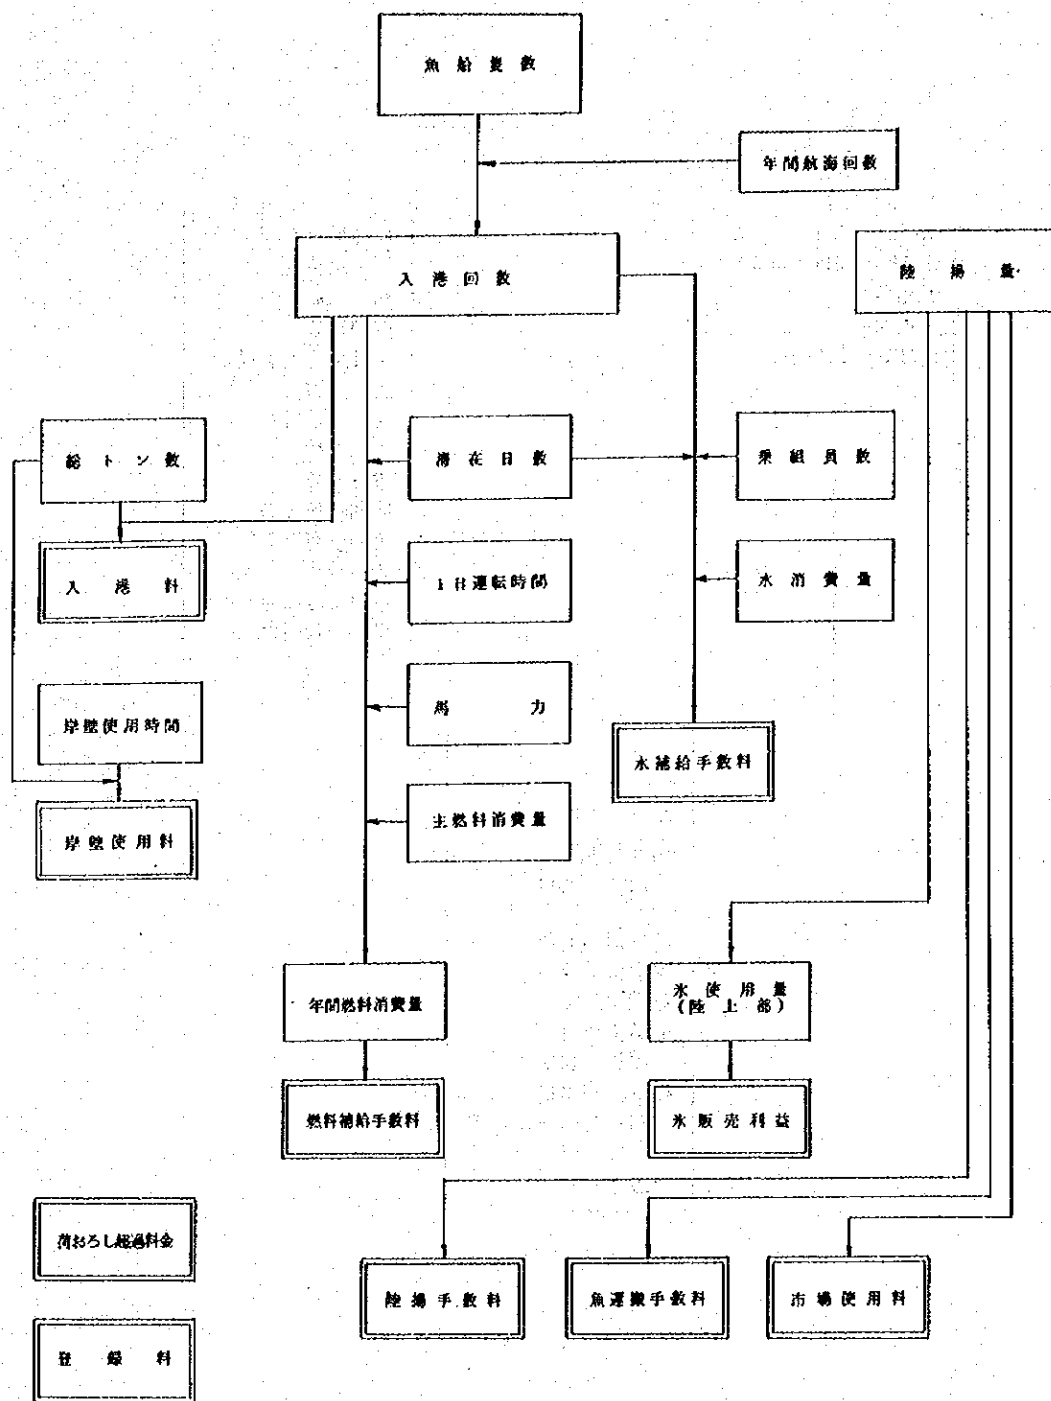 魚船隻数
年間航海回数
入港回数
陸揚量
総トン数
滞在日数
乗組員数
入港料
1日運転時間
水消費量
岸壁使用時間
馬力
水補給手数料
岸壁使用料
主燃料消費量
年間燃料消費量
氷使用量
(陸上部)
燃料補給手数料
氷販売利益
荷おろし超過料金
陸揚手数料
魚運搬手数料
市場使用料
登録料